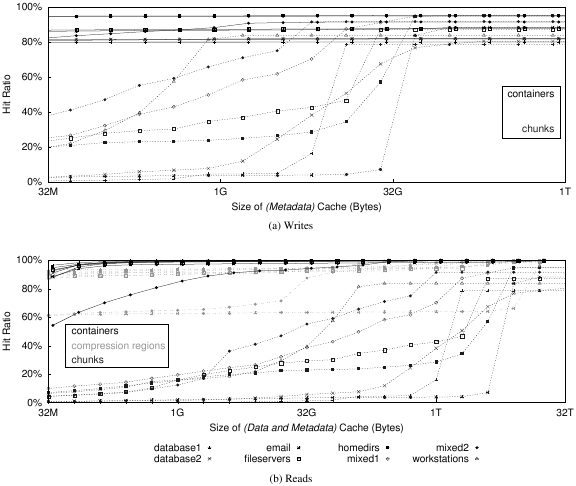 100%
80%
60%
40%
20%
0%
Hit Ratio
containers
chunks
32M
1G
32G
1T
Size of (Metadata) Cache (Bytes)
(a) Writes
100%
80%
60%
40%
20%
0%
Hit Ratio
containers
compression regions
chunks
32M
1G
32G
1T
32T
Size of (Data and Metadata) Cache (Bytes)
database1 email homedirs mixed2
database2 fileservers mixed1 workstations
(b) Reads